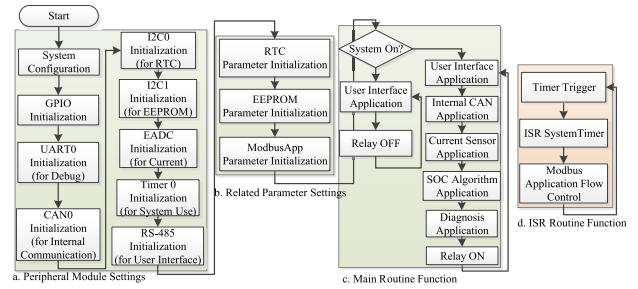 Start
System
Configuration
GPIO
Initialization
UART0
Initialization
(for Debug)
CAN0
Initialization
(for Internal
Communication)
a. Peripheral Module Settings
I2C0
Initialization
(for RTC)
I2C1
Initialization
(for EEPROM)
EADC
Initialization
(for Current)
Timer 0
Initialization
(for System Use)
RS-485
Initialization
(for User Interface)
RTC
Parameter Initialization
EEPROM
Parameter Initialization
ModbusApp
Parameter Initialization
b. Related Parameter Settings
System On?
User Interface
Application
Relay OFF
User Interface
Application
Internal CAN
Application
Current Sensor
Application
SOC Algorithm
Application
Diagnosis
Application
Relay ON
c. Main Routine Function
Timer Trigger
ISR SystemTimer
Modbus
Application Flow
Control
d. ISR Routine Function